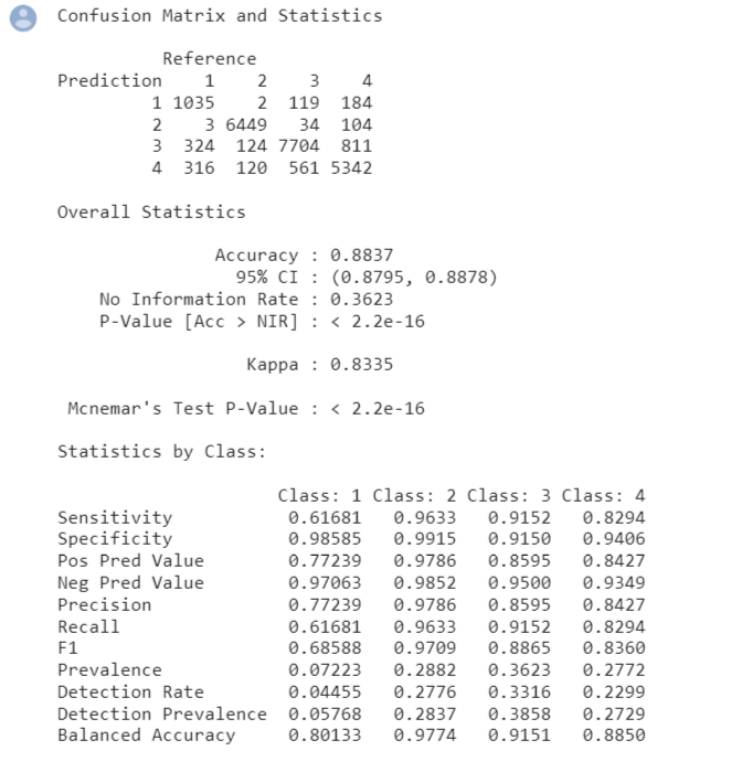 Confusion Matrix and Statistics
Reference
Prediction 1 2 3 4
1 1035 2 119 184
2 3 6449 34 104
3 324 124 7704 811
4 316 120 561 5342
Overall Statistics
Accuracy : 0.8837
95% CI : (0.8795, 0.8878)
No Information Rate : 0.3623
P-Value [Acc > NIR] : < 2.2e-16
Kappa : 0.8335
Mcnemar's Test P-Value : < 2.2e-16
Statistics by Class:
Class: 1 Class: 2 Class: 3 Class: 4
Sensitivity 0.61681 0.9633 0.9152 0.8294
Specificity 0.98585 0.9915 0.9150 0.9406
Pos Pred Value 0.77239 0.9786 0.8595 0.8427
Neg Pred Value 0.97063 0.9852 0.9500 0.9349
Precision 0.77239 0.9786 0.8595 0.8427
Recall 0.61681 0.9633 0.9152 0.8294
F1 0.68588 0.9709 0.8865 0.8360
Prevalence 0.07223 0.2882 0.3623 0.2772
Detection Rate 0.04455 0.2776 0.3316 0.2299
Detection Prevalence 0.05768 0.2837 0.3858 0.2729
Balanced Accuracy 0.80133 0.9774 0.9151 0.8850